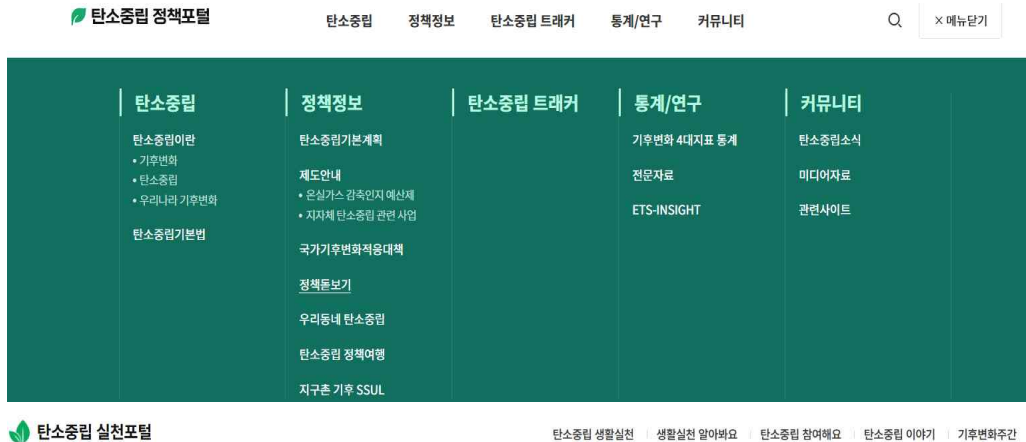 탄소중립 정책포털
탄소중립 정책정보 탄소중립 트래커 통계/연구 커뮤니티 × 메뉴닫기
탄소중립
탄소중립이란
• 기후변화
• 탄소중립
• 우리나라 기후변화
탄소중립기본법
정책정보
탄소중립기본계획
제도안내
• 온실가스 감축인지 예산제
• 지자체 탄소중립 관련 사업
국가기후변화적응대책
정책돋보기
우리동네 탄소중립
탄소중립 정책여행
지구촌 기후 SSUL
탄소중립 트래커
통계/연구
기후변화 4대지표 통계
전문자료
ETS-INSIGHT
커뮤니티
탄소중립소식
미디어자료
관련사이트
탄소중립 실천포털
탄소중립 생활실천 생활실천 알아봐요 탄소중립 참여해요 탄소중립 이야기 기후변화주간